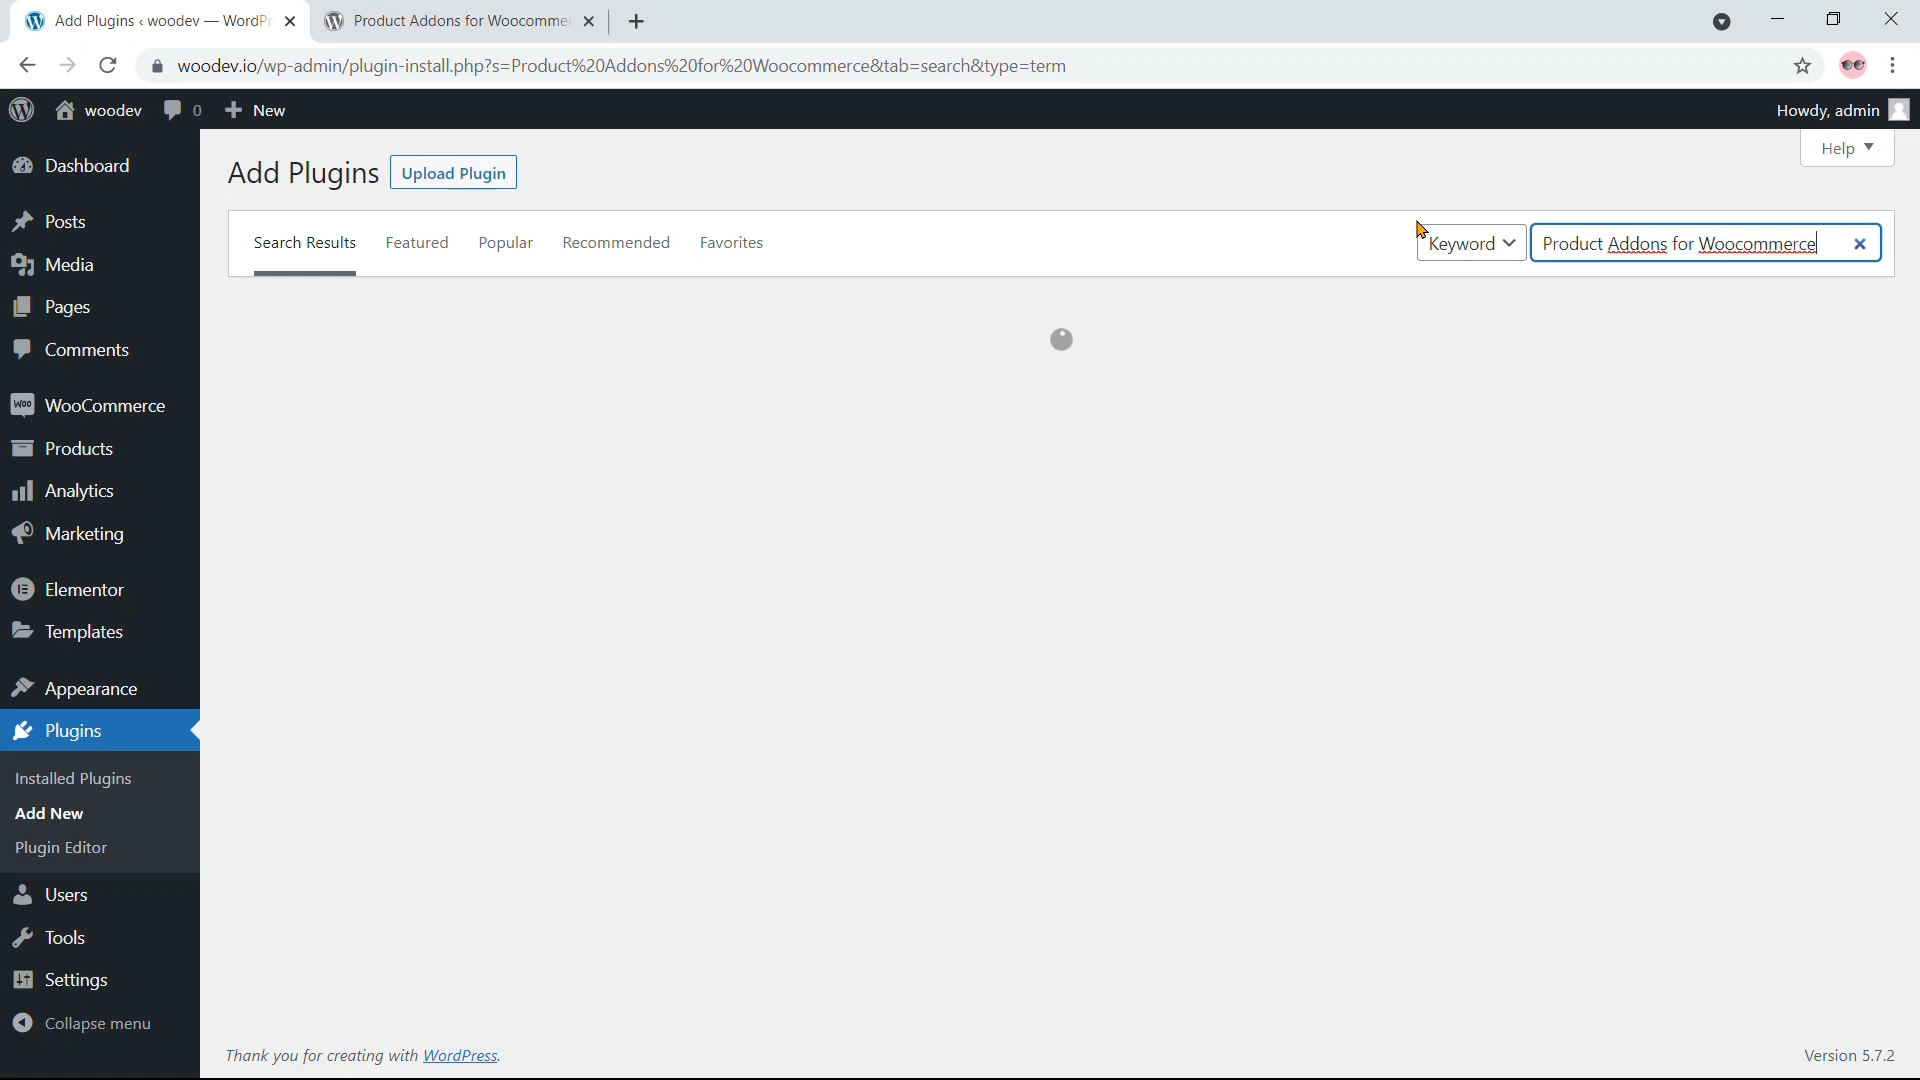 Add Plugins ‹ woodev — WordPr
Product Addons for Woocomme
woodev.io/wp-admin/plugin-install.php?s=Product%20Addons%20for%20Woocommerce&tab=search&type=term
woodev
0
New
Howdy, admin
Help
Dashboard
Posts
Media
Pages
Comments
WooCommerce
Products
Analytics
Marketing
Elementor
Templates
Appearance
Plugins
Installed Plugins
Add New
Plugin Editor
Users
Tools
Settings
Collapse menu
Add Plugins
Upload Plugin
Search Results
Featured
Popular
Recommended
Favorites
Keyword
Product Addons for Woocommerce
Thank you for creating with WordPress.
Version 5.7.2